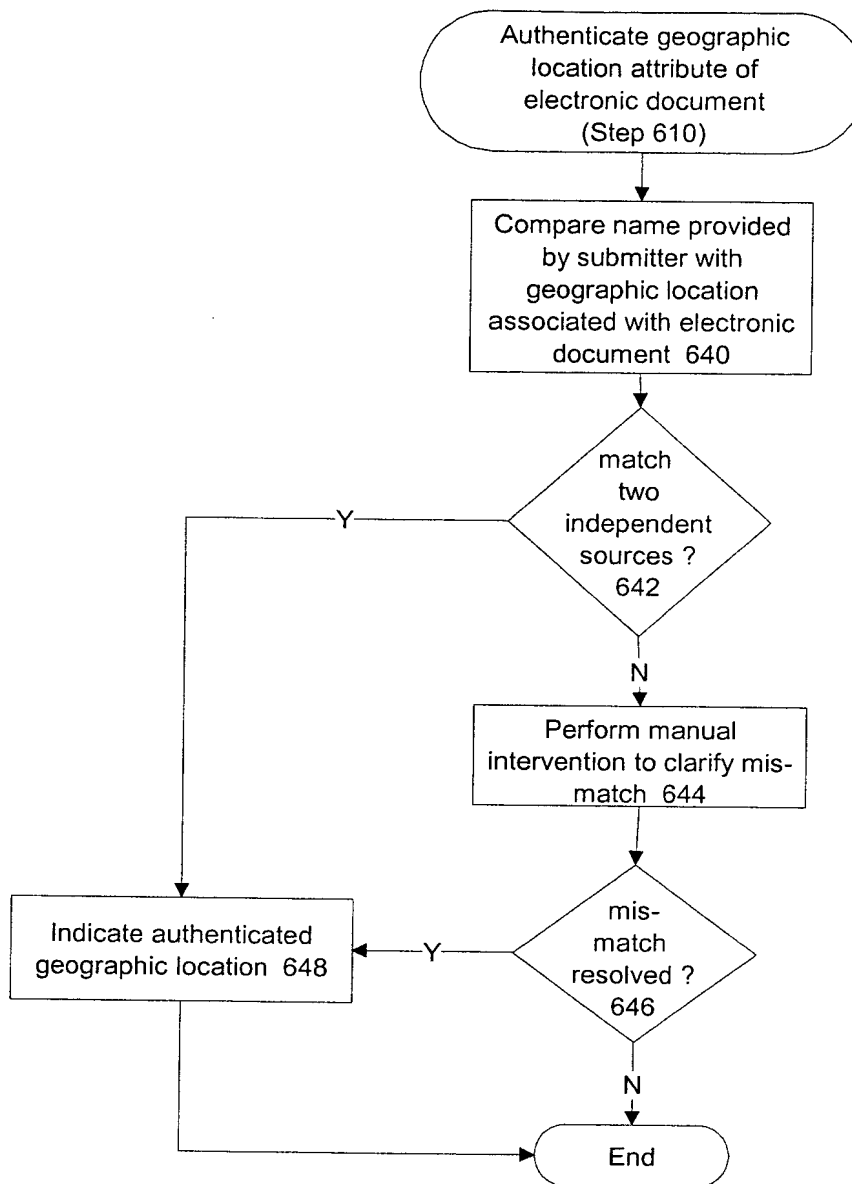 Authenticate geographic
location attribute of
electronic document
(Step 610)
Compare name provided
by submitter with
geographic location
associated with electronic
document 640
match
two
independent
sources ?
642
Y
N
Perform manual
intervention to clarify mis-
match 644
mis-
match
resolved ?
646
Y
Indicate authenticated
geographic location 648
N
End